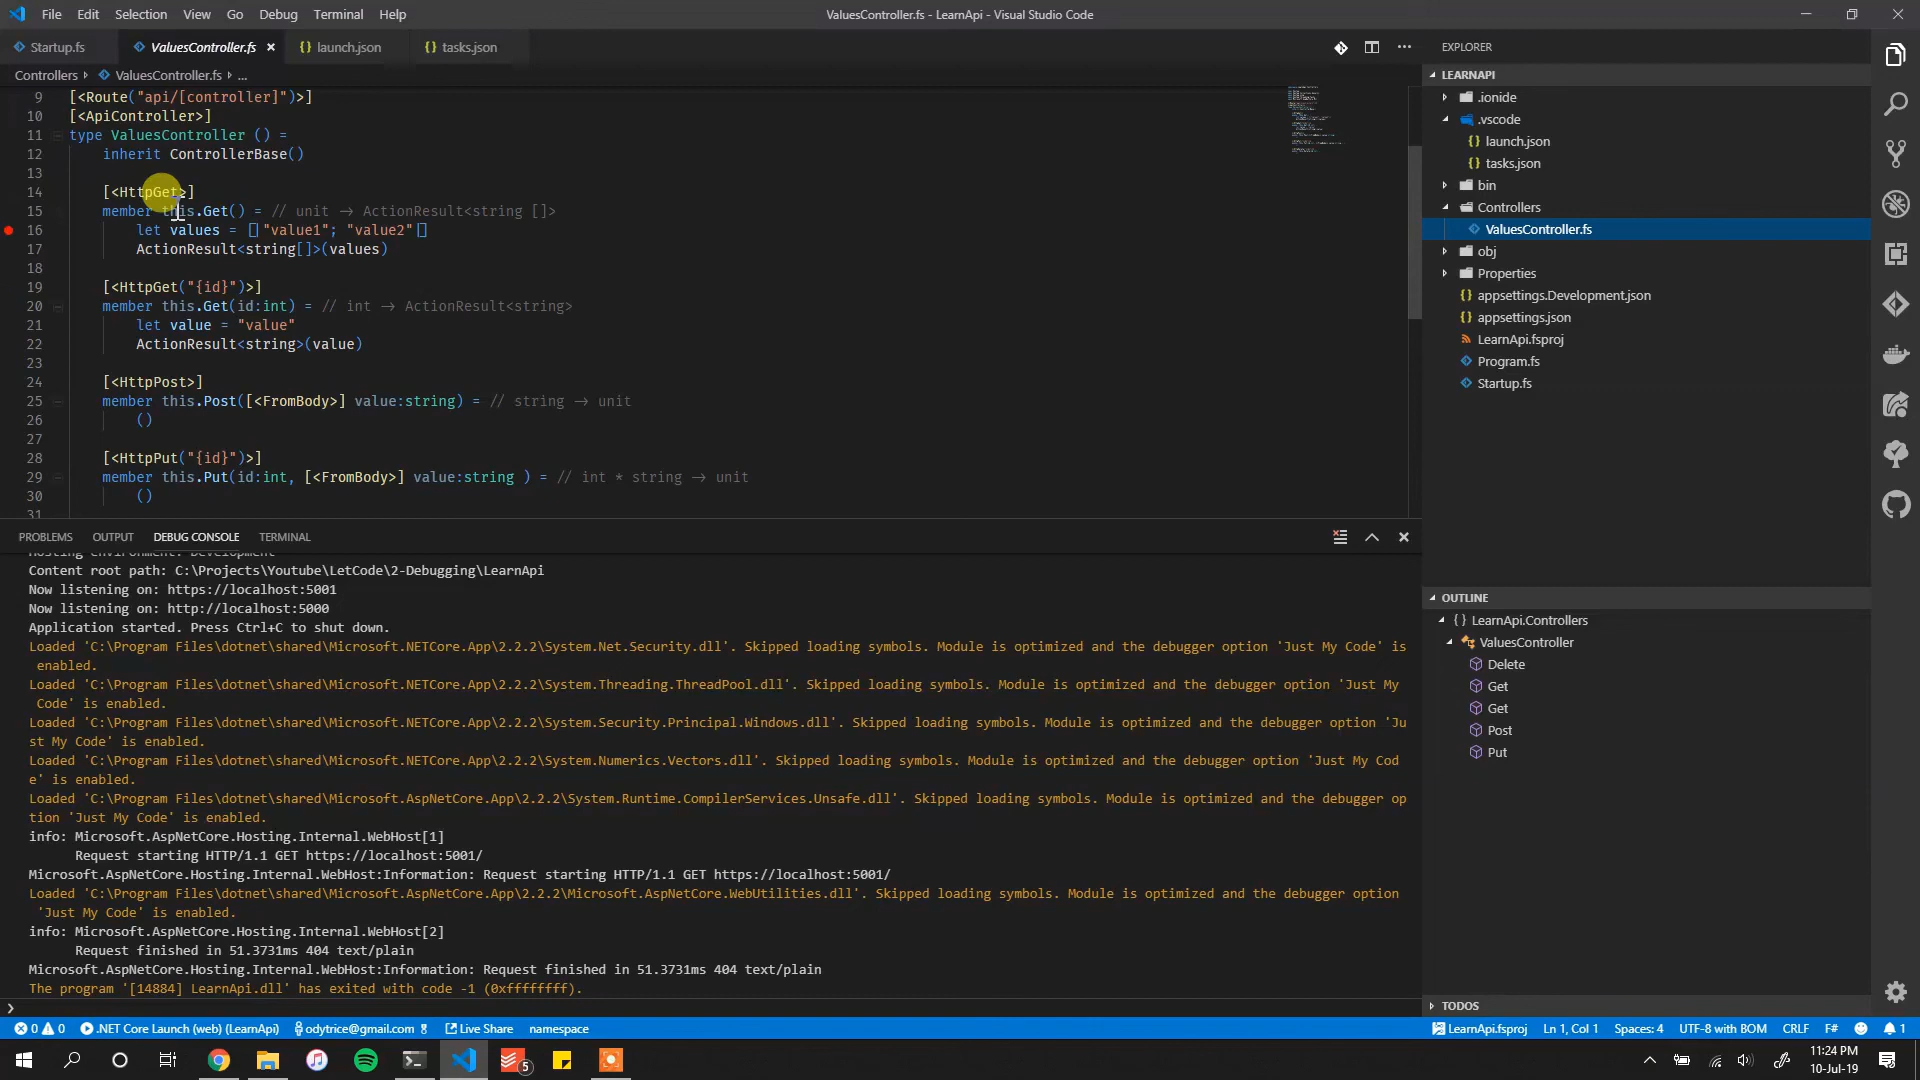 File Edit Selection View Go Debug Terminal Help ValuesController.fs - LearnApi - Visual Studio Code
Startup.fs ValuesController.fs launch.json tasks.json
Controllers ValuesController.fs ...
9 [<Route("api/[controller]")>]
10 [<ApiController>]
11 type ValuesController () =
12 inherit ControllerBase()
13
14 [<HttpGet>]
15 member this.Get() = // unit → ActionResult<string []>
16 let values = [|"value1"; "value2"|]
17 ActionResult<string[]>(values)
18
19 [<HttpGet("{id}")>]
20 member this.Get(id:int) = // int → ActionResult<string>
21 let value = "value"
22 ActionResult<string>(value)
23
24 [<HttpPost>]
25 member this.Post([<FromBody>] value:string) = // string → unit
26 ()
27
28 [<HttpPut("{id}")>]
29 member this.Put(id:int, [<FromBody>] value:string ) = // int * string → unit
30 ()
31
PROBLEMS OUTPUT DEBUG CONSOLE TERMINAL
Hosting environment: Development
Content root path: C:\Projects\Youtube\LetCode\2-Debugging\LearnApi
Now listening on: https://localhost:5001
Now listening on: http://localhost:5000
Application started. Press Ctrl+C to shut down.
Loaded 'C:\Program Files\dotnet\shared\Microsoft.NETCore.App\2.2.2\System.Net.Security.dll'. Skipped loading symbols. Module is optimized and the debugger option 'Just My Code' is
enabled.
Loaded 'C:\Program Files\dotnet\shared\Microsoft.NETCore.App\2.2.2\System.Threading.ThreadPool.dll'. Skipped loading symbols. Module is optimized and the debugger option 'Just My
Code' is enabled.
Loaded 'C:\Program Files\dotnet\shared\Microsoft.NETCore.App\2.2.2\System.Security.Principal.Windows.dll'. Skipped loading symbols. Module is optimized and the debugger option 'Ju
st My Code' is enabled.
Loaded 'C:\Program Files\dotnet\shared\Microsoft.NETCore.App\2.2.2\System.Numerics.Vectors.dll'. Skipped loading symbols. Module is optimized and the debugger option 'Just My Cod
e' is enabled.
Loaded 'C:\Program Files\dotnet\shared\Microsoft.AspNetCore.App\2.2.2\System.Runtime.CompilerServices.Unsafe.dll'. Skipped loading symbols. Module is optimized and the debugger op
tion 'Just My Code' is enabled.
info: Microsoft.AspNetCore.Hosting.Internal.WebHost[1]
Request starting HTTP/1.1 GET https://localhost:5001/
Microsoft.AspNetCore.Hosting.Internal.WebHost:Information: Request starting HTTP/1.1 GET https://localhost:5001/
Loaded 'C:\Program Files\dotnet\shared\Microsoft.AspNetCore.App\2.2.2\Microsoft.AspNetCore.WebUtilities.dll'. Skipped loading symbols. Module is optimized and the debugger option
'Just My Code' is enabled.
info: Microsoft.AspNetCore.Hosting.Internal.WebHost[2]
Request finished in 51.3731ms 404 text/plain
Microsoft.AspNetCore.Hosting.Internal.WebHost:Information: Request finished in 51.3731ms 404 text/plain
The program '[14884] LearnApi.dll' has exited with code -1 (0xffffffff).
EXPLORER
LEARNAPI
.ionide
.vscode
launch.json
tasks.json
bin
Controllers
ValuesController.fs
obj
Properties
appsettings.Development.json
appsettings.json
LearnApi.fsproj
Program.fs
Startup.fs
OUTLINE
LearnApi.Controllers
ValuesController
Delete
Get
Get
Post
Put
TODOS
0 0 .NET Core Launch (web) (LearnApi) odytrice@gmail.com 8 Live Share namespace LearnApi.fsproj Ln 1, Col 1 Spaces: 4 UTF-8 with BOM CRLF F# 1
5 11:24 PM
10-Jul-19